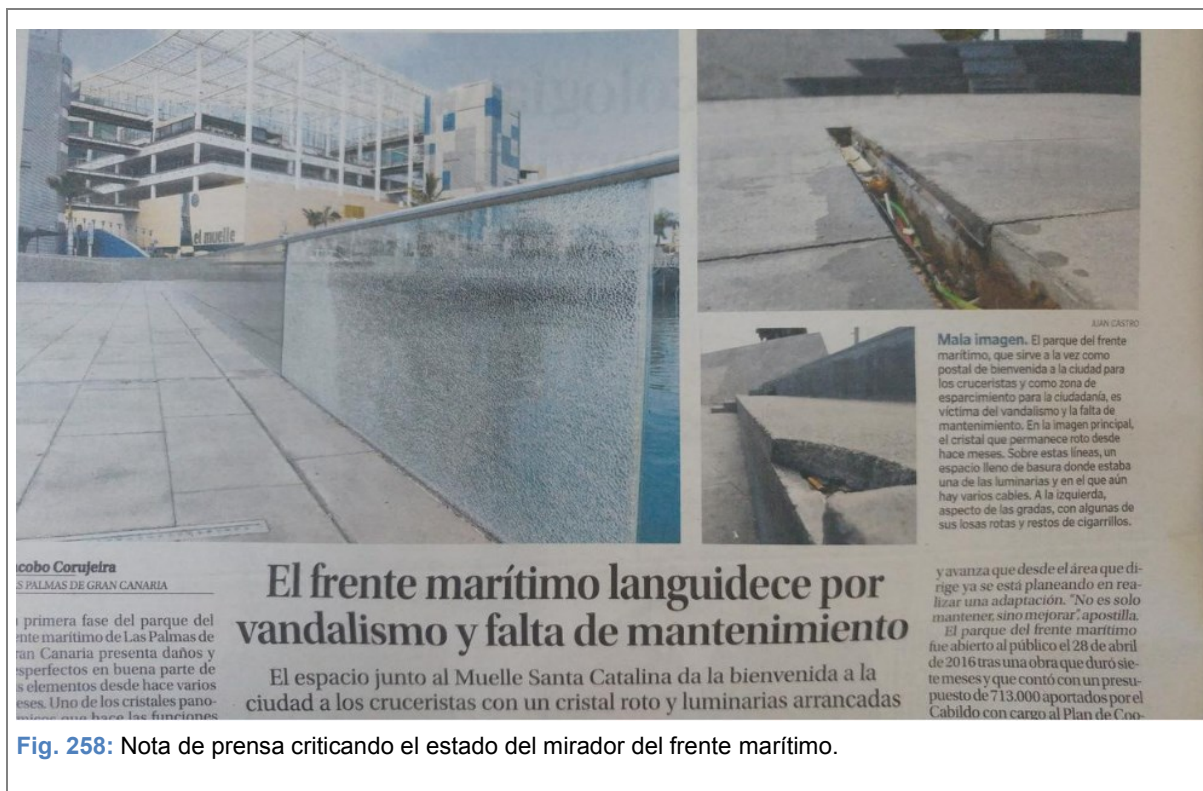 el muelle
JUAN CASTRO
Mala imagen. El parque del frente
marítimo, que sirve a la vez como
postal de bienvenida a la ciudad para
los cruceristas y como zona de
esparcimiento para la ciudadanía, es
víctima del vandalismo y la falta de
mantenimiento. En la imagen principal,
el cristal que permanece roto desde
hace meses. Sobre estas líneas, un
espacio lleno de basura donde estaba
una de las luminarias y en el que aún
hay varios cables. A la izquierda,
aspecto de las gradas, con algunas de
sus losas rotas y restos de cigarrillos.
El frente marítimo languidece por
vandalismo y falta de mantenimiento
El espacio junto al Muelle Santa Catalina da la bienvenida a la
ciudad a los cruceristas con un cristal roto y luminarias arrancadas
acobo Corujeira
S PALMAS DE GRAN CANARIA
primera fase del parque del
nte marítimo de Las Palmas de
ran Canaria presenta daños y
esperfectos en buena parte de
s elementos desde hace varios
eses. Uno de los cristales pano-
micos que hace las funciones
y avanza que desde el área que di-
rige ya se está planeando en rea-
lizar una adaptación. "No es solo
mantener, sino mejorar", apostilla.
El parque del frente marítimo
fue abierto al público el 28 de abril
de 2016 tras una obra que duró sie-
te meses y que contó con un presu-
puesto de 713.000 aportados por el
Cabildo con cargo al Plan de Coo-
Fig. 258: Nota de prensa criticando el estado del mirador del frente marítimo.